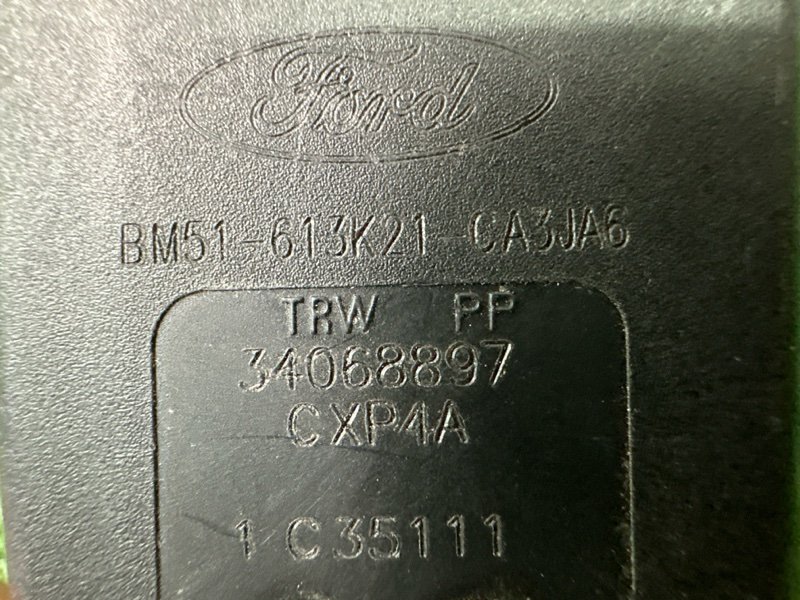 Ford
BM51-613K21-CA3JA6
TRW PP
34068897
CXP4A
1 C35111